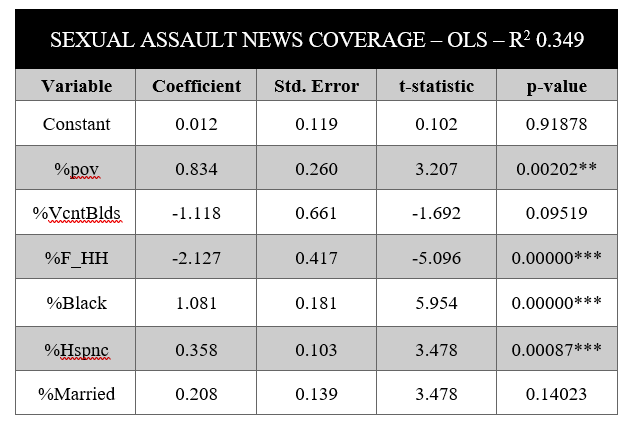 SEXUAL ASSAULT NEWS COVERAGE – OLS – R² 0.349
Variable Coefficient Std. Error t-statistic p-value
Constant 0.012 0.119 0.102 0.91878
%pov 0.834 0.260 3.207 0.00202**
%VcntBlds -1.118 0.661 -1.692 0.09519
%F_HH -2.127 0.417 -5.096 0.00000***
%Black 1.081 0.181 5.954 0.00000***
%Hspnc 0.358 0.103 3.478 0.00087***
%Married 0.208 0.139 3.478 0.14023